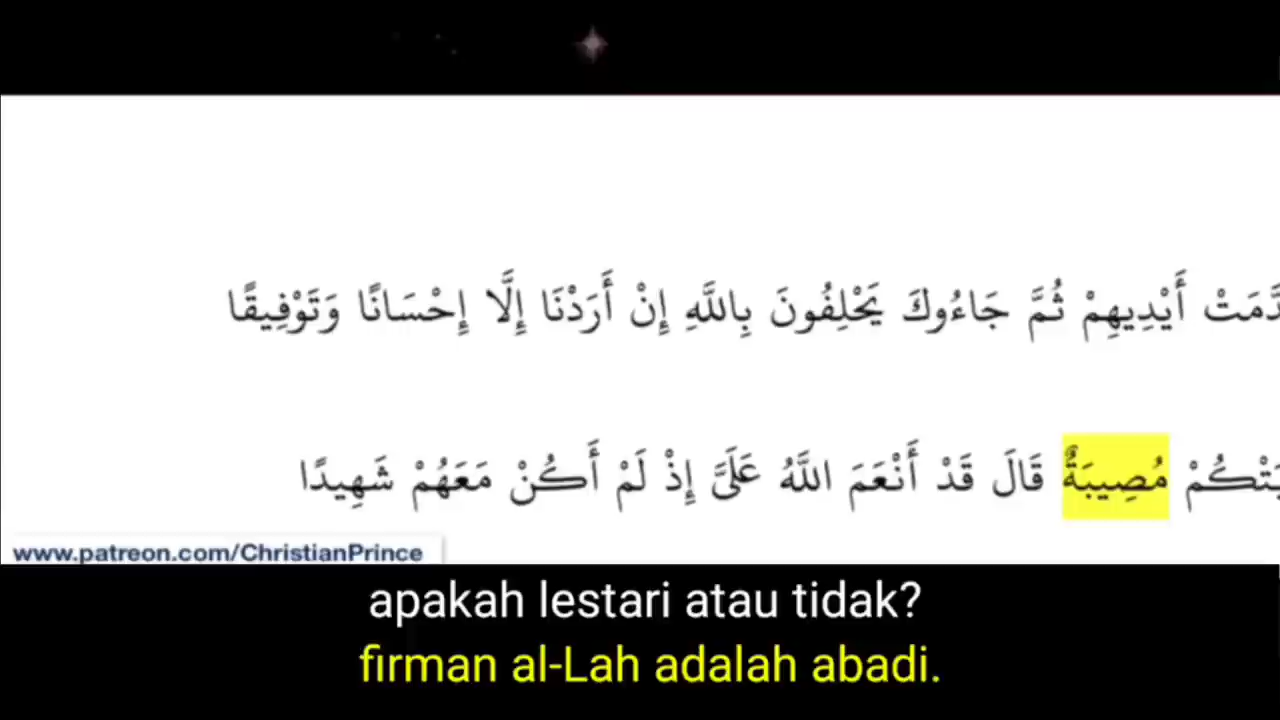 أَيْدِيهِمْ ثُمَّ جَاءُوكَ يَحْلِفُونَ بِاللَّهِ إِنْ أَرَدْنَا إِلَّا إِحْسَانًا وَتَوْفِيقًا
مُصِيبَةٌ قَالَ قَدْ أَنْعَمَ اللَّهُ عَلَيَّ إِذْ لَمْ أَكُنْ مَعَهُمْ شَهِيدًا
www.patreon.com/ChristianPrince
apakah lestari atau tidak?
firman al-Lah adalah abadi.